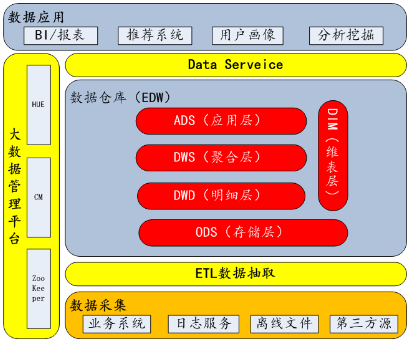 数据应用
BI/报表
推荐系统
用户画像
分析挖掘
大数据管理平台
HUE
CM
Zoo
Kee
per
Data Serveice
数据仓库（EDW）
ADS（应用层）
DWS（聚合层）
DWD（明细层）
ODS（存储层）
DIM（维表层）
ETL数据抽取
数据采集
业务系统
日志服务
离线文件
第三方源